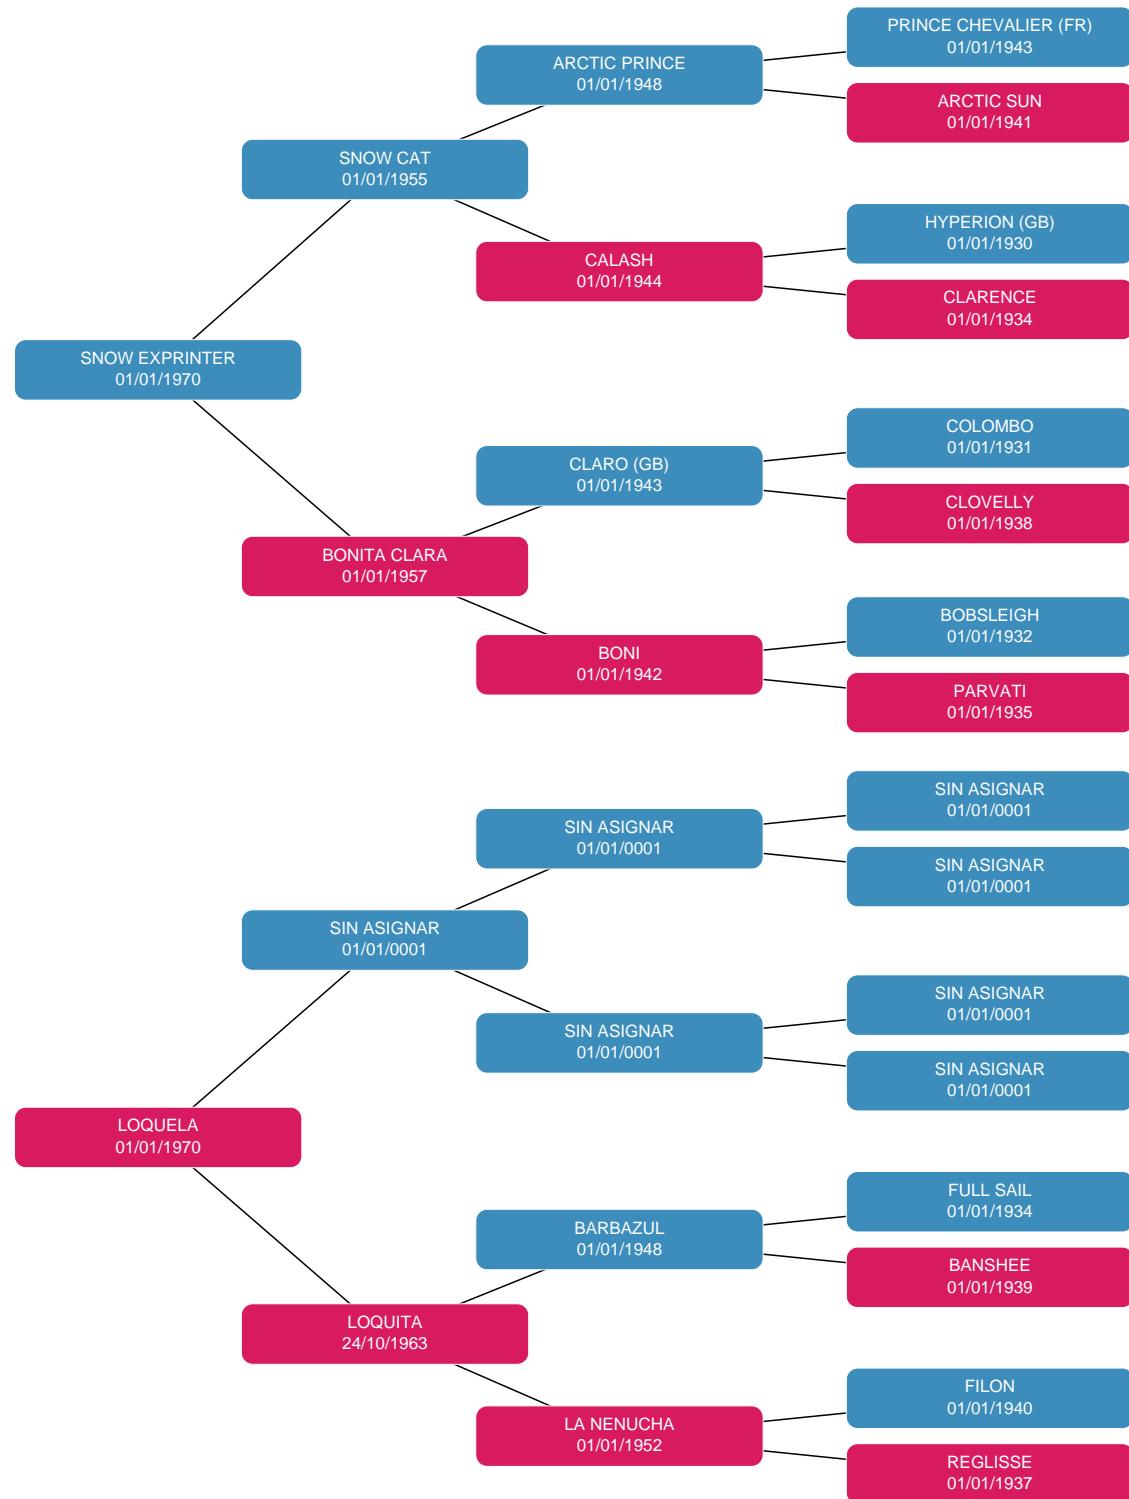 PRINCE CHEVALIER (FR)
01/01/1943
ARCTIC PRINCE
01/01/1948
ARCTIC SUN
01/01/1941
SNOW CAT
01/01/1955
HYPERION (GB)
01/01/1930
CALASH
01/01/1944
CLARENCE
01/01/1934
SNOW EXPRINTER
01/01/1970
COLOMBO
01/01/1931
CLARO (GB)
01/01/1943
CLOVELLY
01/01/1938
BONITA CLARA
01/01/1957
BOBSLEIGH
01/01/1932
BONI
01/01/1942
PARVATI
01/01/1935
SIN ASIGNAR
01/01/0001
SIN ASIGNAR
01/01/0001
SIN ASIGNAR
01/01/0001
SIN ASIGNAR
01/01/0001
SIN ASIGNAR
01/01/0001
SIN ASIGNAR
01/01/0001
SIN ASIGNAR
01/01/0001
LOQUELA
01/01/1970
FULL SAIL
01/01/1934
BARBAZUL
01/01/1948
BANSHEE
01/01/1939
LOQUITA
24/10/1963
FILON
01/01/1940
LA NENUCHA
01/01/1952
REGLISSE
01/01/1937